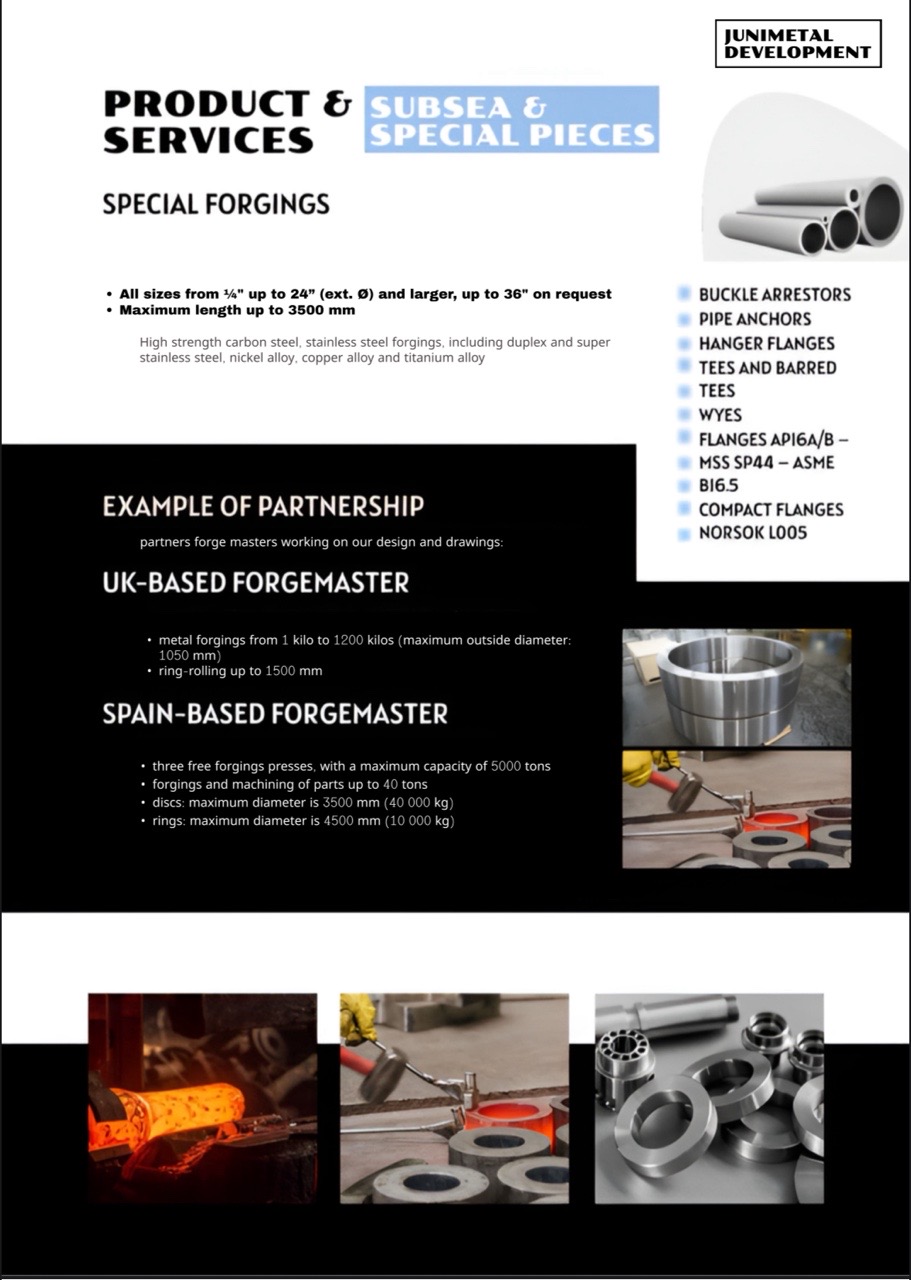 JUNIMETAL
DEVELOPMENT
PRODUCT &
SERVICES
SUBSEA &
SPECIAL PIECES
SPECIAL FORGINGS
• All sizes from ¼" up to 24” (ext. Ø) and larger, up to 36" on request
• Maximum length up to 3500 mm
High strength carbon steel, stainless steel forgings, including duplex and super
stainless steel, nickel alloy, copper alloy and titanium alloy
BUCKLE ARRESTORS
PIPE ANCHORS
HANGER FLANGES
TEES AND BARRED
TEES
WYES
FLANGES API6A/B –
MSS SP44 – ASME
B16.5
COMPACT FLANGES
NORSOK L005
EXAMPLE OF PARTNERSHIP
partners forge masters working on our design and drawings:
UK-BASED FORGEMASTER
• metal forgings from 1 kilo to 1200 kilos (maximum outside diameter:
1050 mm)
• ring-rolling up to 1500 mm
SPAIN-BASED FORGEMASTER
• three free forgings presses, with a maximum capacity of 5000 tons
• forgings and machining of parts up to 40 tons
• discs: maximum diameter is 3500 mm (40 000 kg)
• rings: maximum diameter is 4500 mm (10 000 kg)